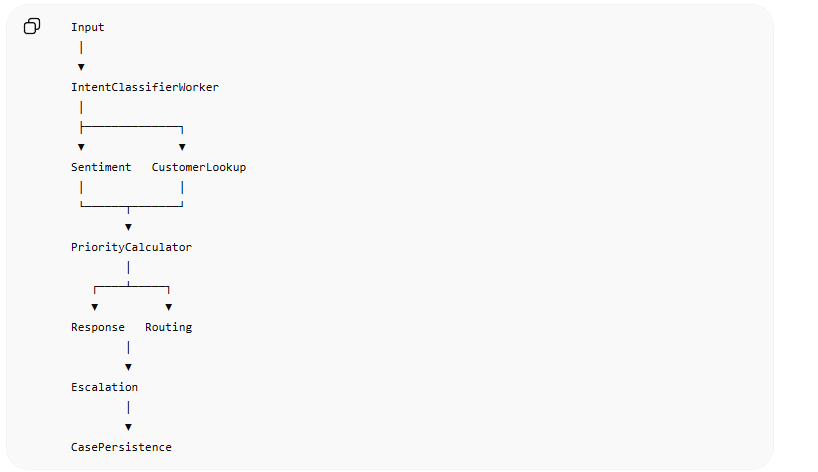 Input
│
▼
IntentClassifierWorker
│
├──────────────┐
▼              ▼
Sentiment   CustomerLookup
│              │
└──────┬───────┘
▼
PriorityCalculator
│
┌────┴─────┐
▼          ▼
Response   Routing
│
▼
Escalation
│
▼
CasePersistence